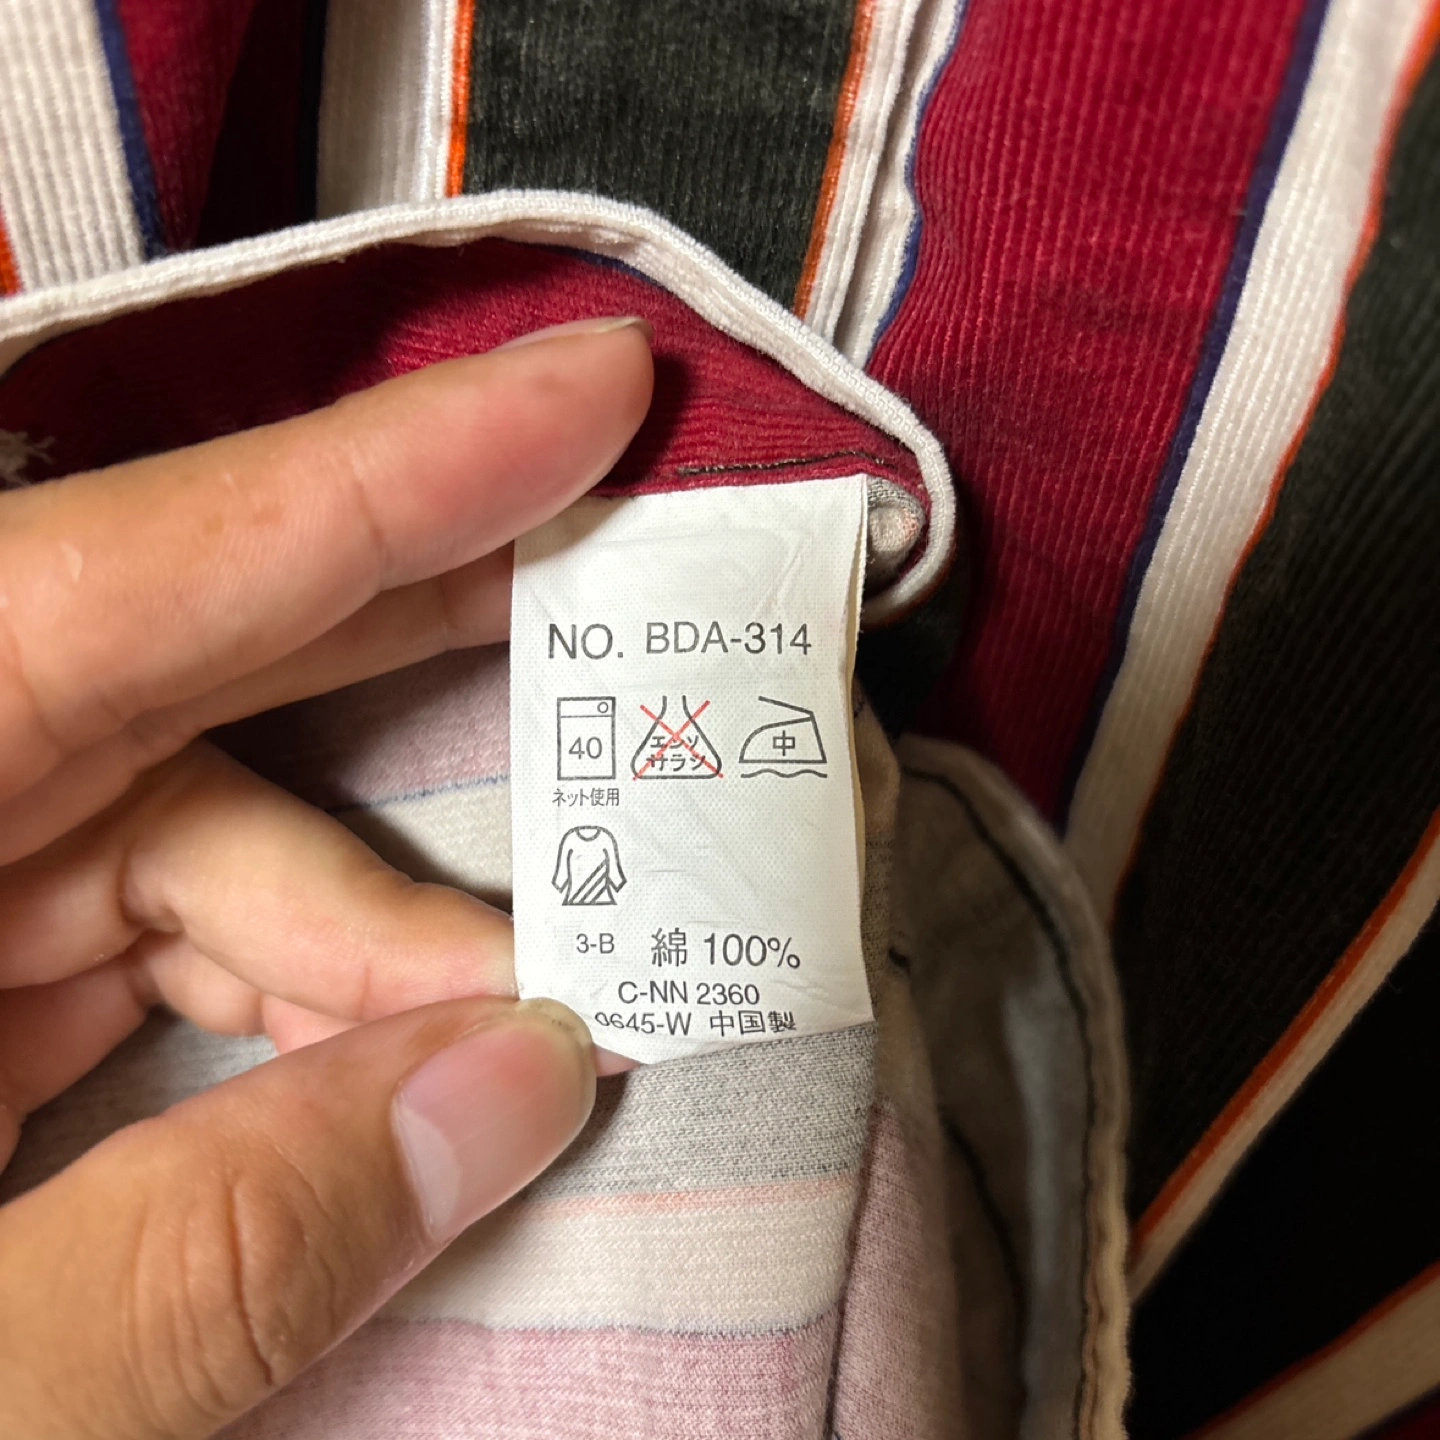 NO. BDA-314
40
エンソ
サラシ
中
ネット使用
3-B 綿 100%
C-NN 2360
0645-W 中国製